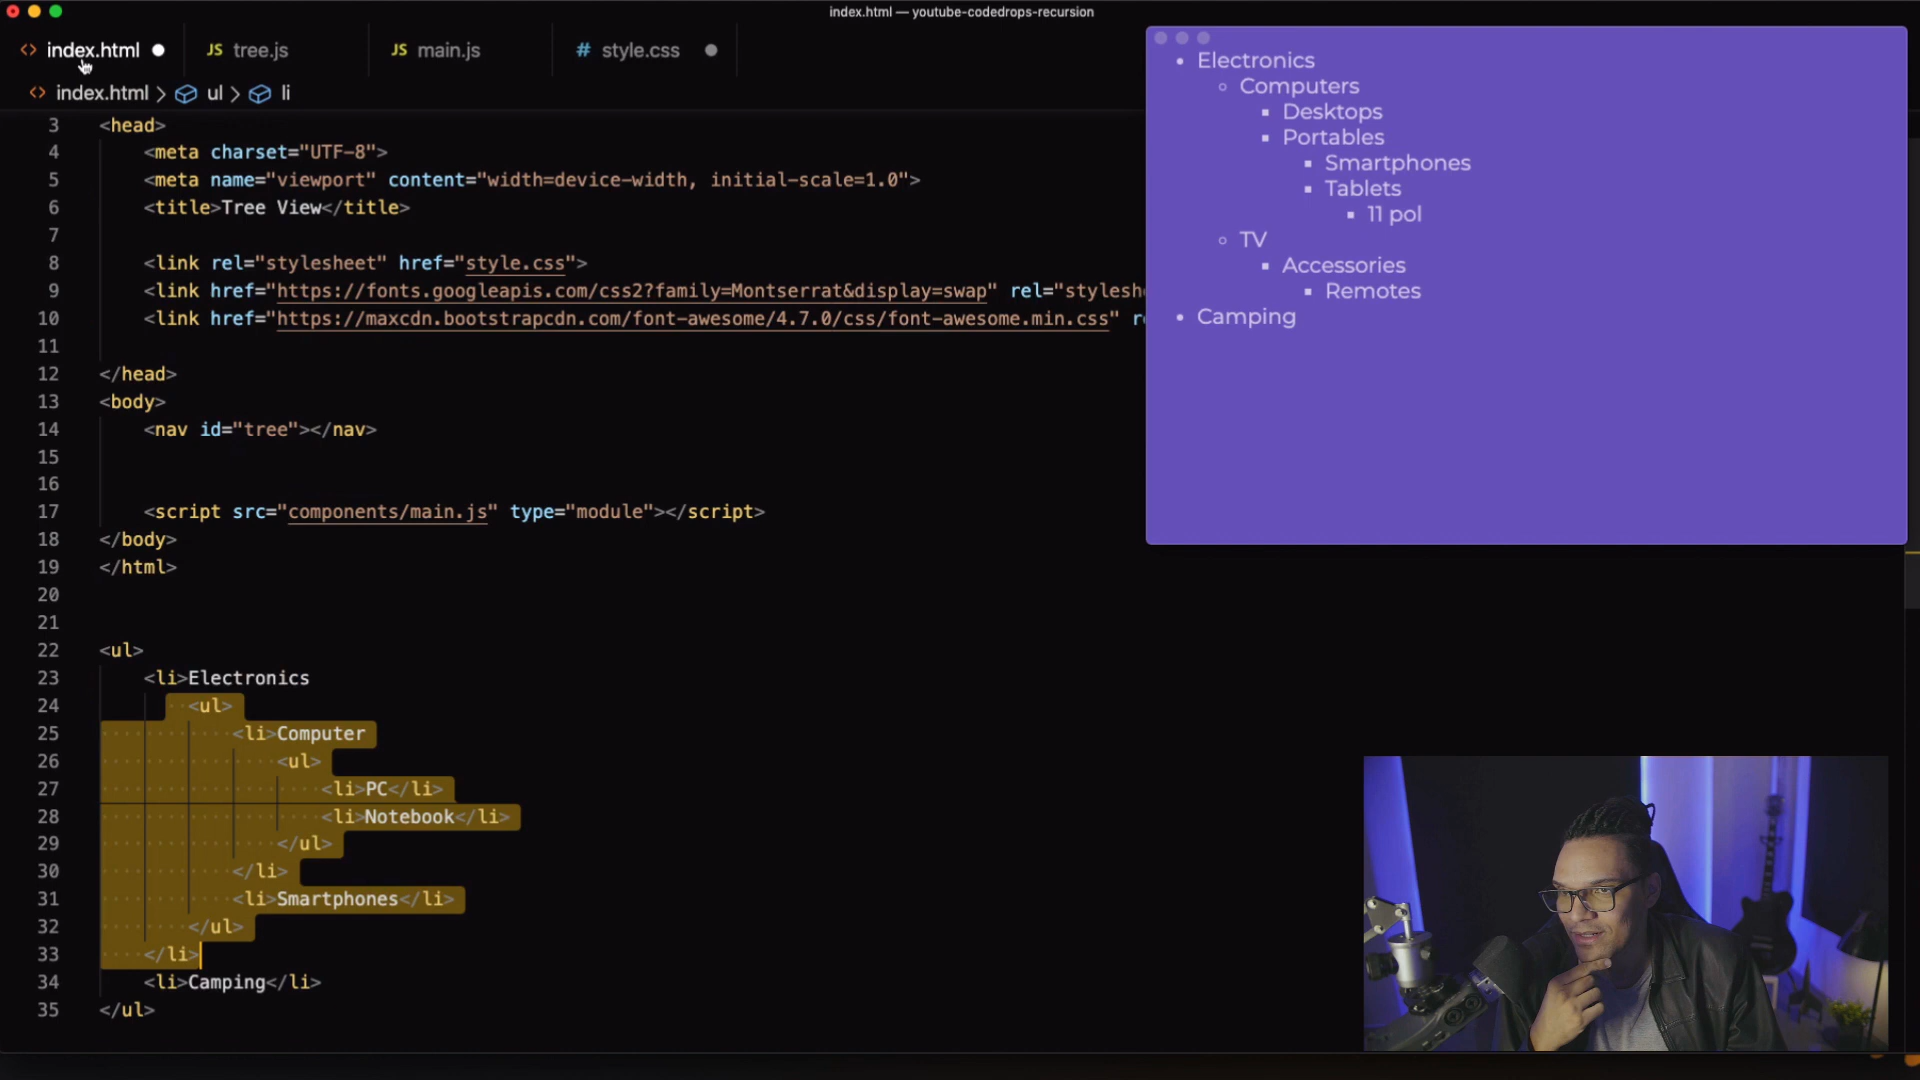 index.html — youtube-codedrops-recursion
<> index.html JS tree.js JS main.js # style.css
<> index.html > ul > li
3 <head>
4 <meta charset="UTF-8">
5 <meta name="viewport" content="width=device-width, initial-scale=1.0">
6 <title>Tree View</title>
7
8 <link rel="stylesheet" href="style.css">
9 <link href="https://fonts.googleapis.com/css2?family=Montserrat&display=swap" rel="stylesh
10 <link href="https://maxcdn.bootstrapcdn.com/font-awesome/4.7.0/css/font-awesome.min.css" r
11
12 </head>
13 <body>
14 <nav id="tree"></nav>
15
16
17 <script src="components/main.js" type="module"></script>
18 </body>
19 </html>
20
21
22 <ul>
23 <li>Electronics
24 <ul>
25 <li>Computer
26 <ul>
27 <li>PC</li>
28 <li>Notebook</li>
29 </ul>
30 </li>
31 <li>Smartphones</li>
32 </ul>
33 </li>
34 <li>Camping</li>
35 </ul>
Electronics
Computers
Desktops
Portables
Smartphones
Tablets
11 pol
TV
Accessories
Remotes
Camping